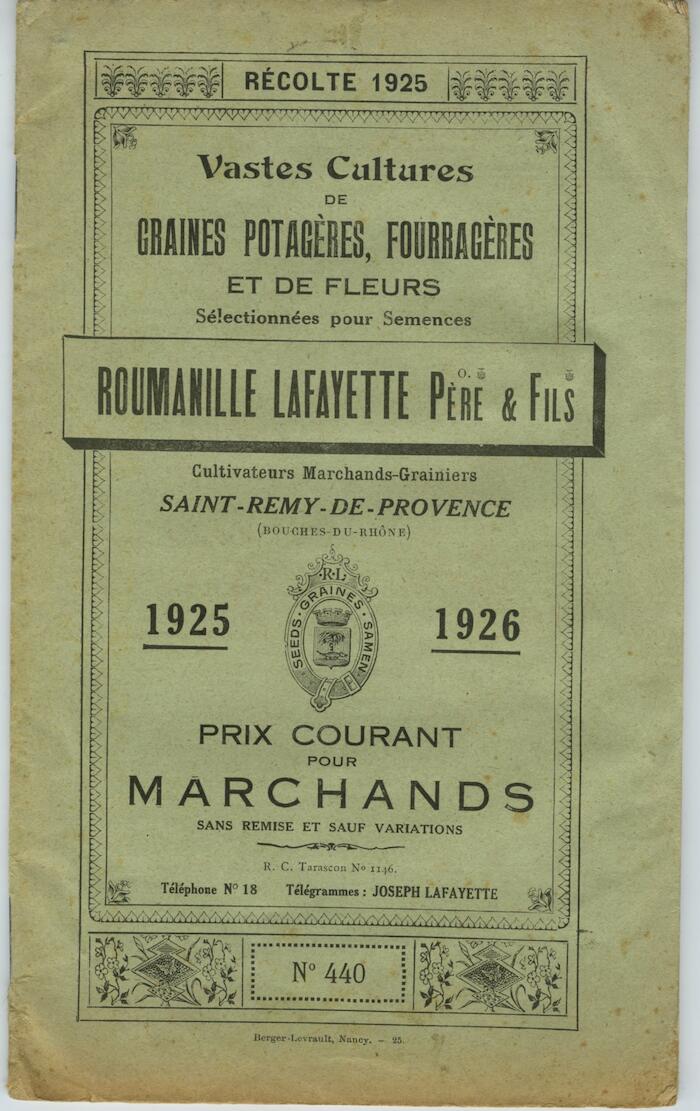 RÉCOLTE 1925
Vastes Cultures
DE
GRAINES POTAGÈRES, FOURRAGÈRES
ET DE FLEURS
Sélectionnées pour Semences
ROUMANILLE LAFAYETTE PÈRE & FILS
O.
Cultivateurs Marchands-Grainiers
SAINT-REMY-DE-PROVENCE
(BOUCHES-DU-RHÔNE)
R·L
SEEDS·GRAINES·SAMEN
1925 1926
PRIX COURANT
POUR
MARCHANDS
SANS REMISE ET SAUF VARIATIONS
R. C. Tarascon No 1146.
Téléphone No 18 Télégrammes : JOSEPH LAFAYETTE
No 440
Berger-Levrault, Nancy. – 25.